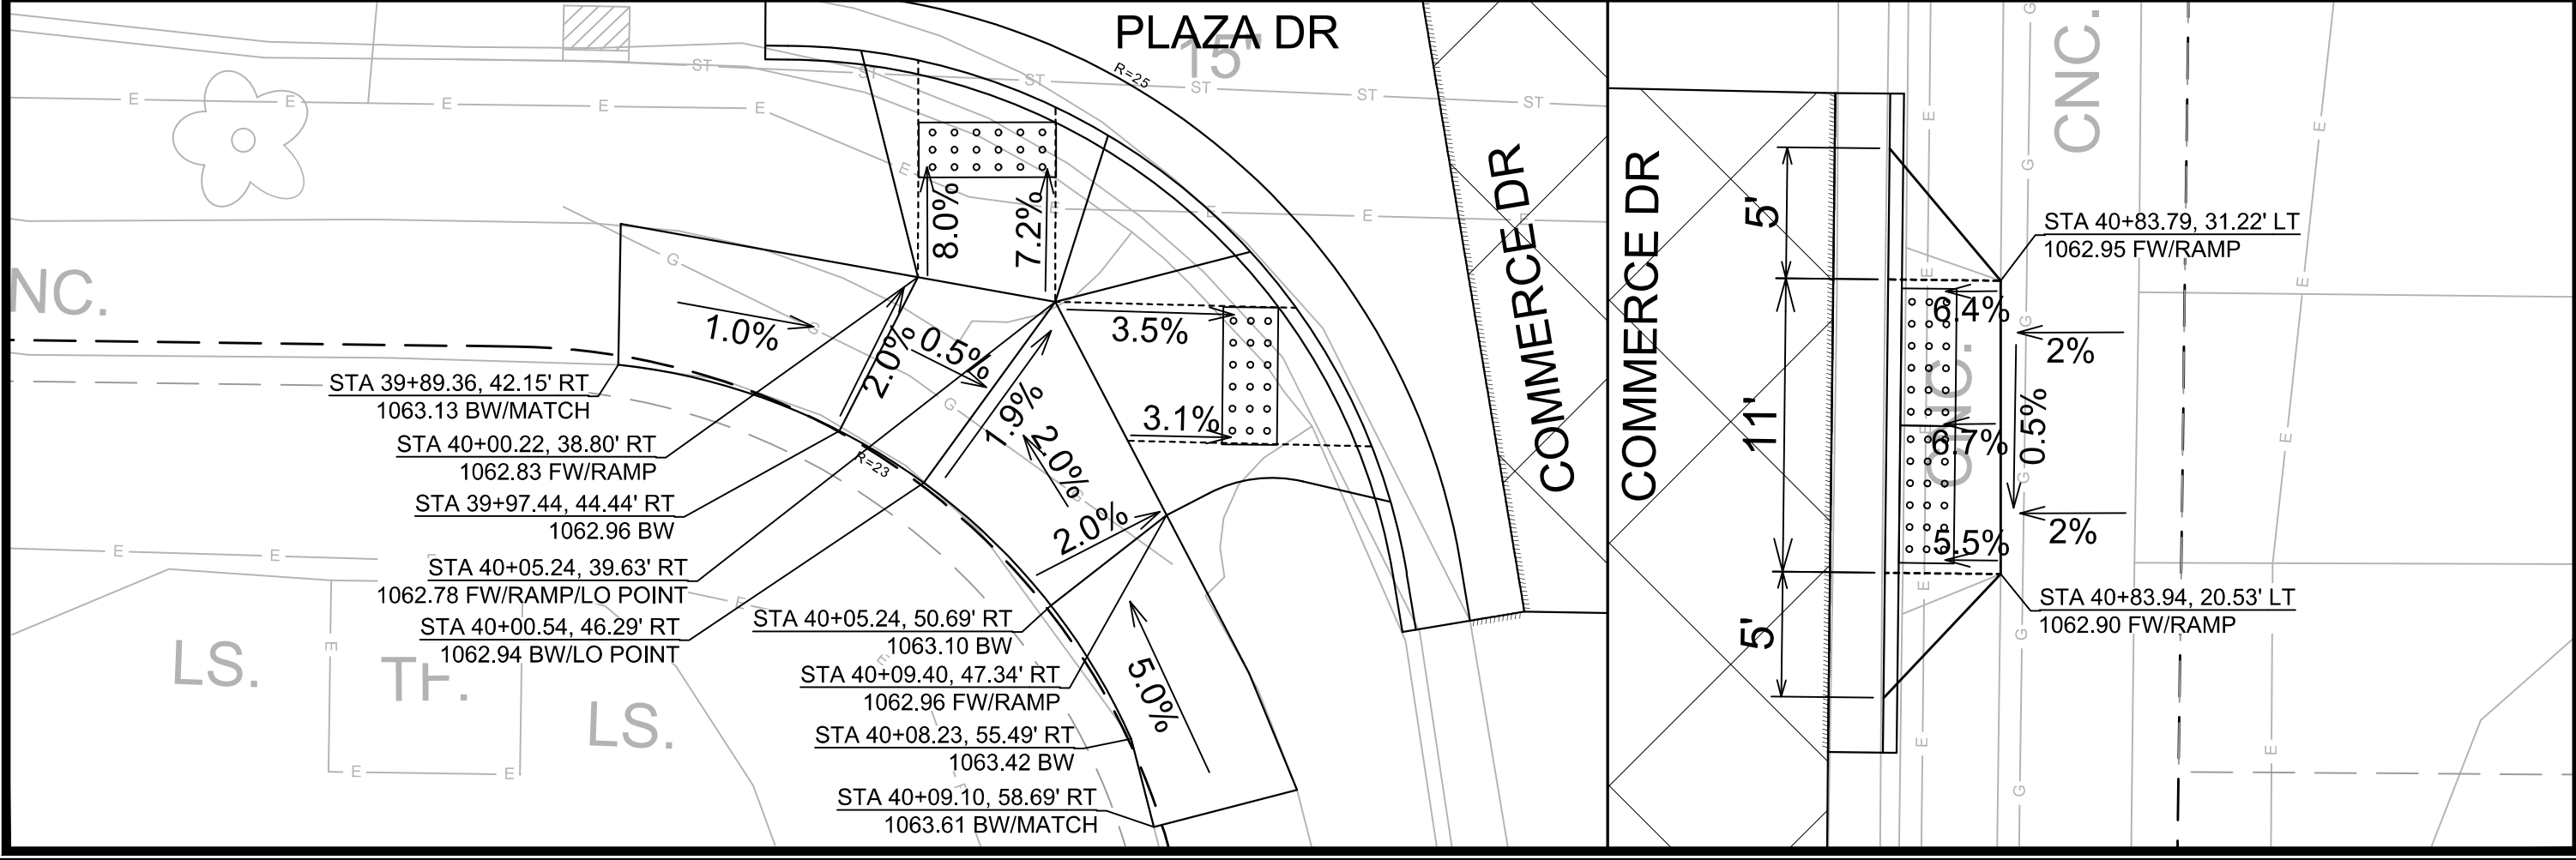 PLAZA DR
15"
R=25
ST
ST
ST
ST
ST
ST
E
E
E
E
E
E
E
E
E
E
8.0%
7.2%
COMMERCE DR
NC.
G
G
1.0%
2.0%
0.5%
3.5%
3.1%
G
G
1.9%
2.0%
2.0%
R=23
5.0%
STA 39+89.36, 42.15' RT
1063.13 BW/MATCH
STA 40+00.22, 38.80' RT
1062.83 FW/RAMP
STA 39+97.44, 44.44' RT
1062.96 BW
STA 40+05.24, 39.63' RT
1062.78 FW/RAMP/LO POINT
STA 40+00.54, 46.29' RT
1062.94 BW/LO POINT
STA 40+05.24, 50.69' RT
1063.10 BW
STA 40+09.40, 47.34' RT
1062.96 FW/RAMP
STA 40+08.23, 55.49' RT
1063.42 BW
STA 40+09.10, 58.69' RT
1063.61 BW/MATCH
E
E
E
E
E
E
E
LS.
LS.
COMMERCE DR
5'
11'
5'
CNC.
CNC.
G
G
G
G
G
G
E
E
E
E
E
E
E
E
STA 40+83.79, 31.22' LT
1062.95 FW/RAMP
6.4%
2%
6.7%
0.5%
2%
5.5%
STA 40+83.94, 20.53' LT
1062.90 FW/RAMP